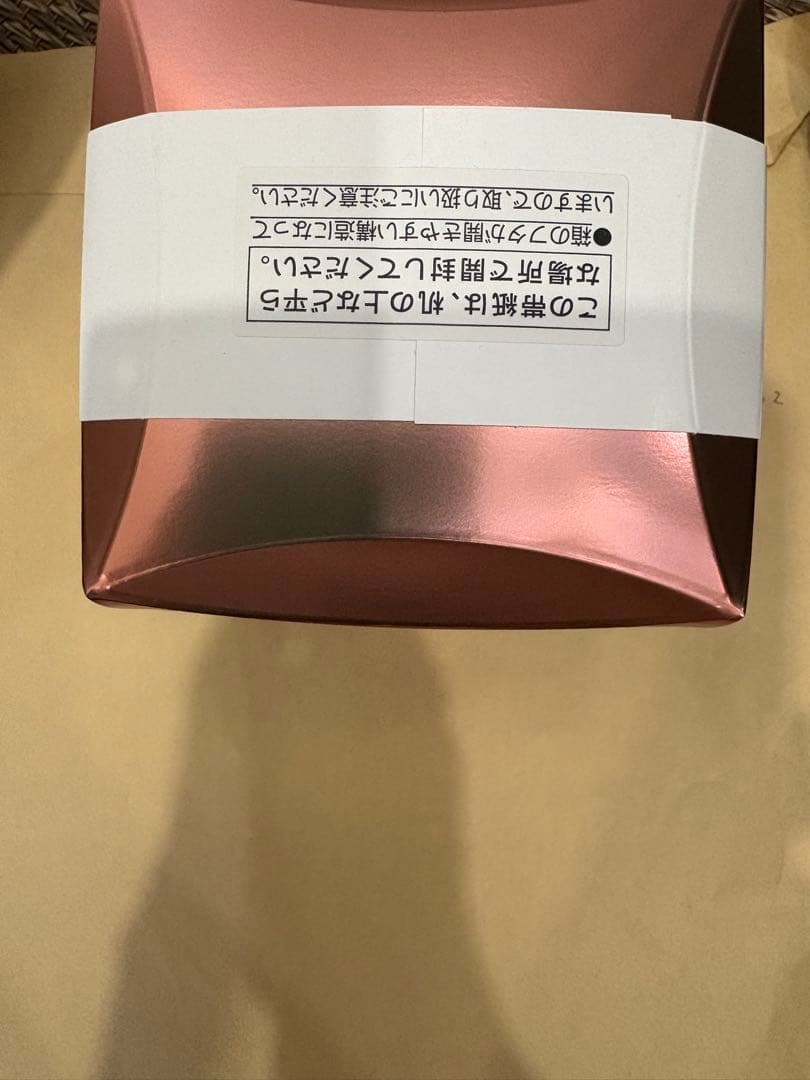 この帯紙は、机の上など平ら
な場所で開封してください。
●箱のフタが開きやすい構造になって
いますので、取り扱いにご注意ください。
2